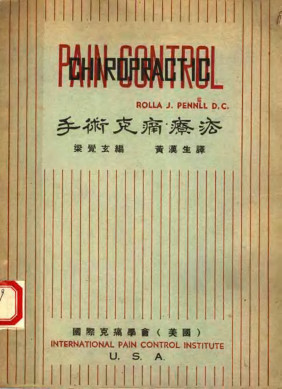 PAIN CONTROL
CHIROPRACTIC
ROLLA J. PENNELL D.C.
手術克痛療法
梁覺玄編 黃漢生譯
國際克痛學會（美國）
INTERNATIONAL PAIN CONTROL INSTITUTE
U. S. A.